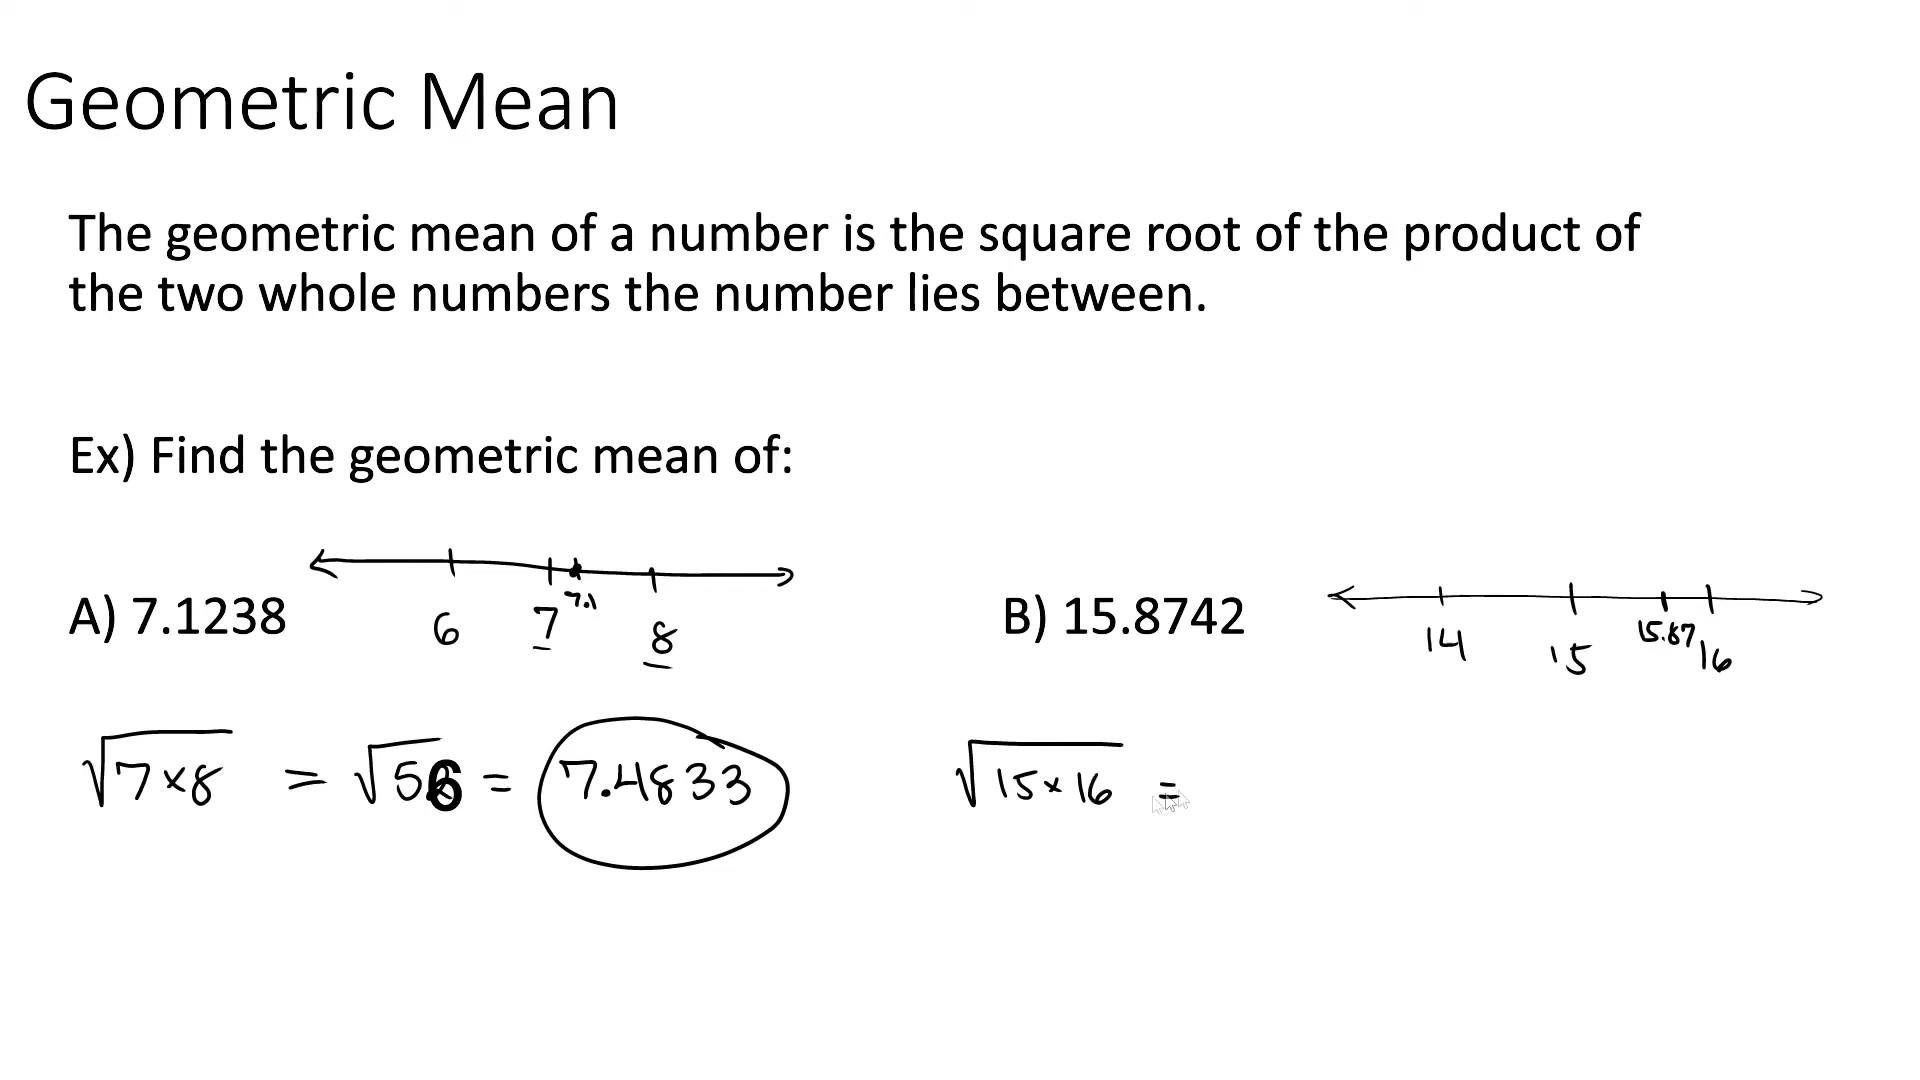 Geometric Mean
The geometric mean of a number is the square root of the product of
the two whole numbers the number lies between.
Ex) Find the geometric mean of:
A) 7.1238
6 7 7.1 8
B) 15.8742
14 15 15.87 16
√7×8 = √56 = 7.4833
√15×16 =